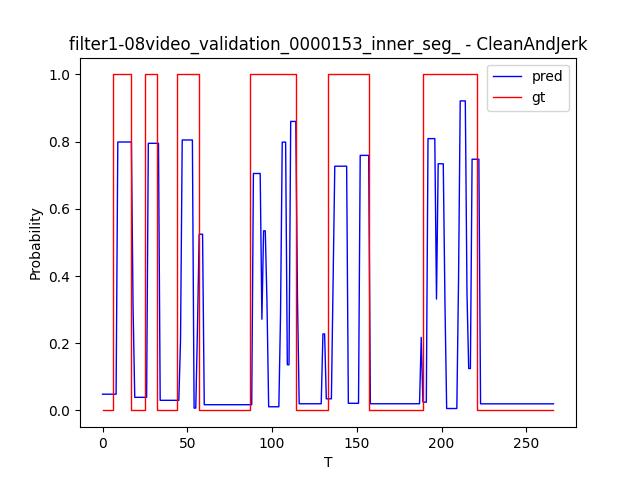 filter1-08video_validation_0000153_inner_seg_ - CleanAndJerk
pred
gt
1.0
0.8
0.6
0.4
0.2
0.0
Probability
0
50
100
150
200
250
T